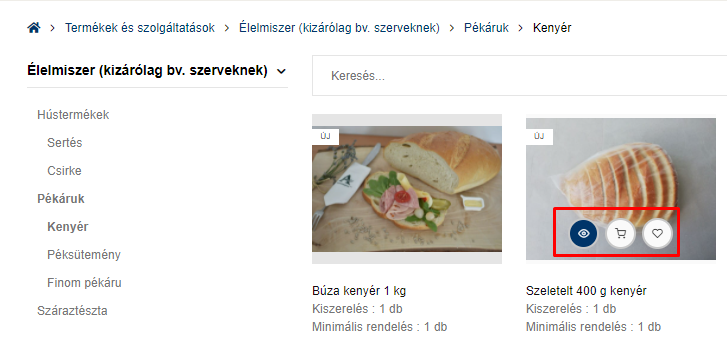 Termékek és szolgáltatások > Élelmiszer (kizárólag bv. szerveknek) > Pékáruk > Kenyér
Élelmiszer (kizárólag bv. szerveknek)
Hústermékek
Sertés
Csirke
Pékáruk
Kenyér
Péksütemény
Finom pékáru
Száraztészta
Keresés...
ÚJ
Búza kenyér 1 kg
Kiszerelés : 1 db
Minimális rendelés : 1 db
ÚJ
Szeletelt 400 g kenyér
Kiszerelés : 1 db
Minimális rendelés : 1 db